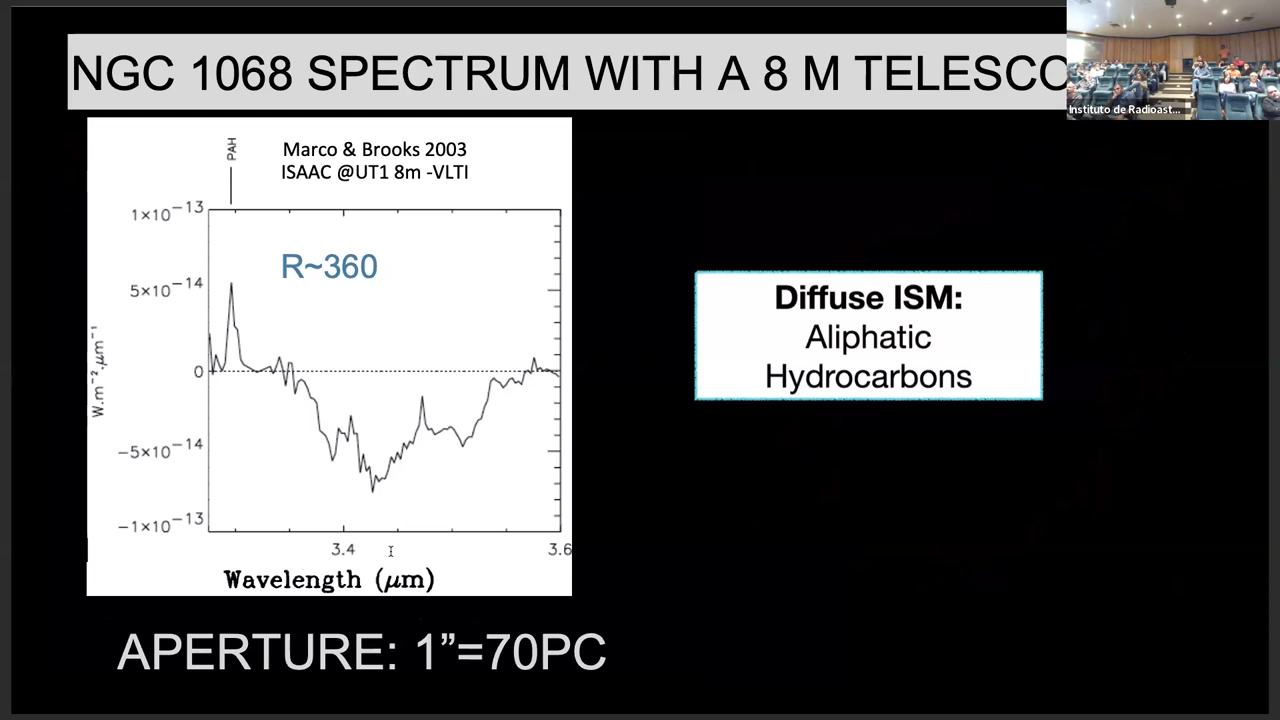 NGC 1068 SPECTRUM WITH A 8 M TELESCO
Instituto de Radioast...
PAH
Marco & Brooks 2003
ISAAC @UT1 8m -VLTI
R~360
1×10⁻¹³
5×10⁻¹⁴
0
−5×10⁻¹⁴
−1×10⁻¹³
W.m⁻².μm⁻¹
3.4
3.6
Wavelength (μm)
Diffuse ISM:
Aliphatic
Hydrocarbons
APERTURE: 1”=70PC